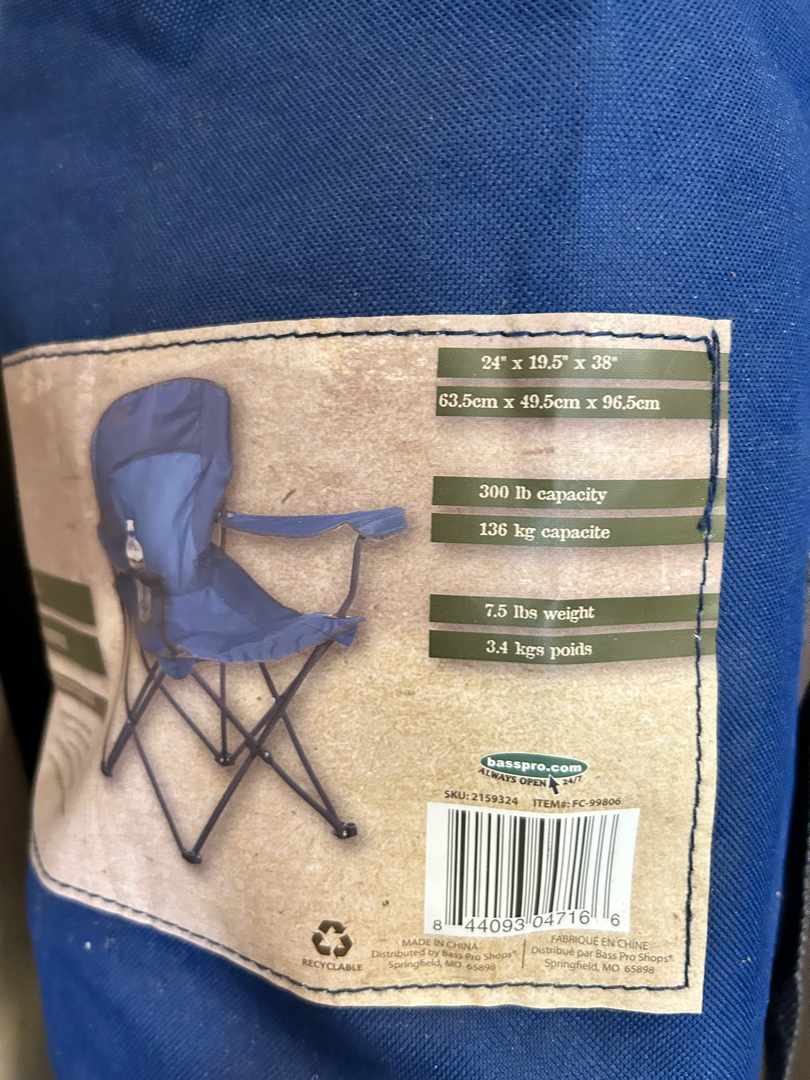 24" x 19.5" x 38"
63.5cm x 49.5cm x 96.5cm
300 lb capacity
136 kg capacite
7.5 lbs weight
3.4 kgs poids
basspro.com
ALWAYS OPEN 24/7
SKU: 2159324 ITEM#: FC-99806
8 44093 04716 6
RECYCLABLE
MADE IN CHINA
Distributed by Bass Pro Shops®
Springfield, MO 65898
FABRIQUÉ EN CHINE
Distribué par Bass Pro Shops®
Springfield, MO 65898